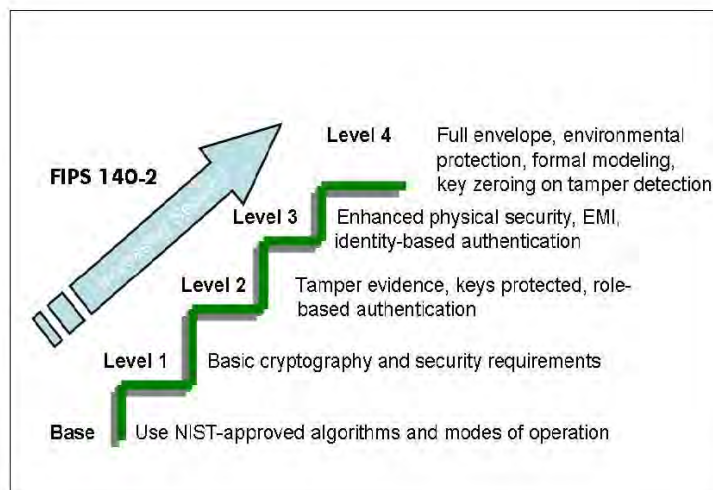 Level 4
Full envelope, environmental
protection, formal modeling,
key zeroing on tamper detection
FIPS 140-2
Level 3
Enhanced physical security, EMI,
identity-based authentication
Level 2
Tamper evidence, keys protected, role-
based authentication
Level 1
Basic cryptography and security requirements
Base
Use NIST-approved algorithms and modes of operation